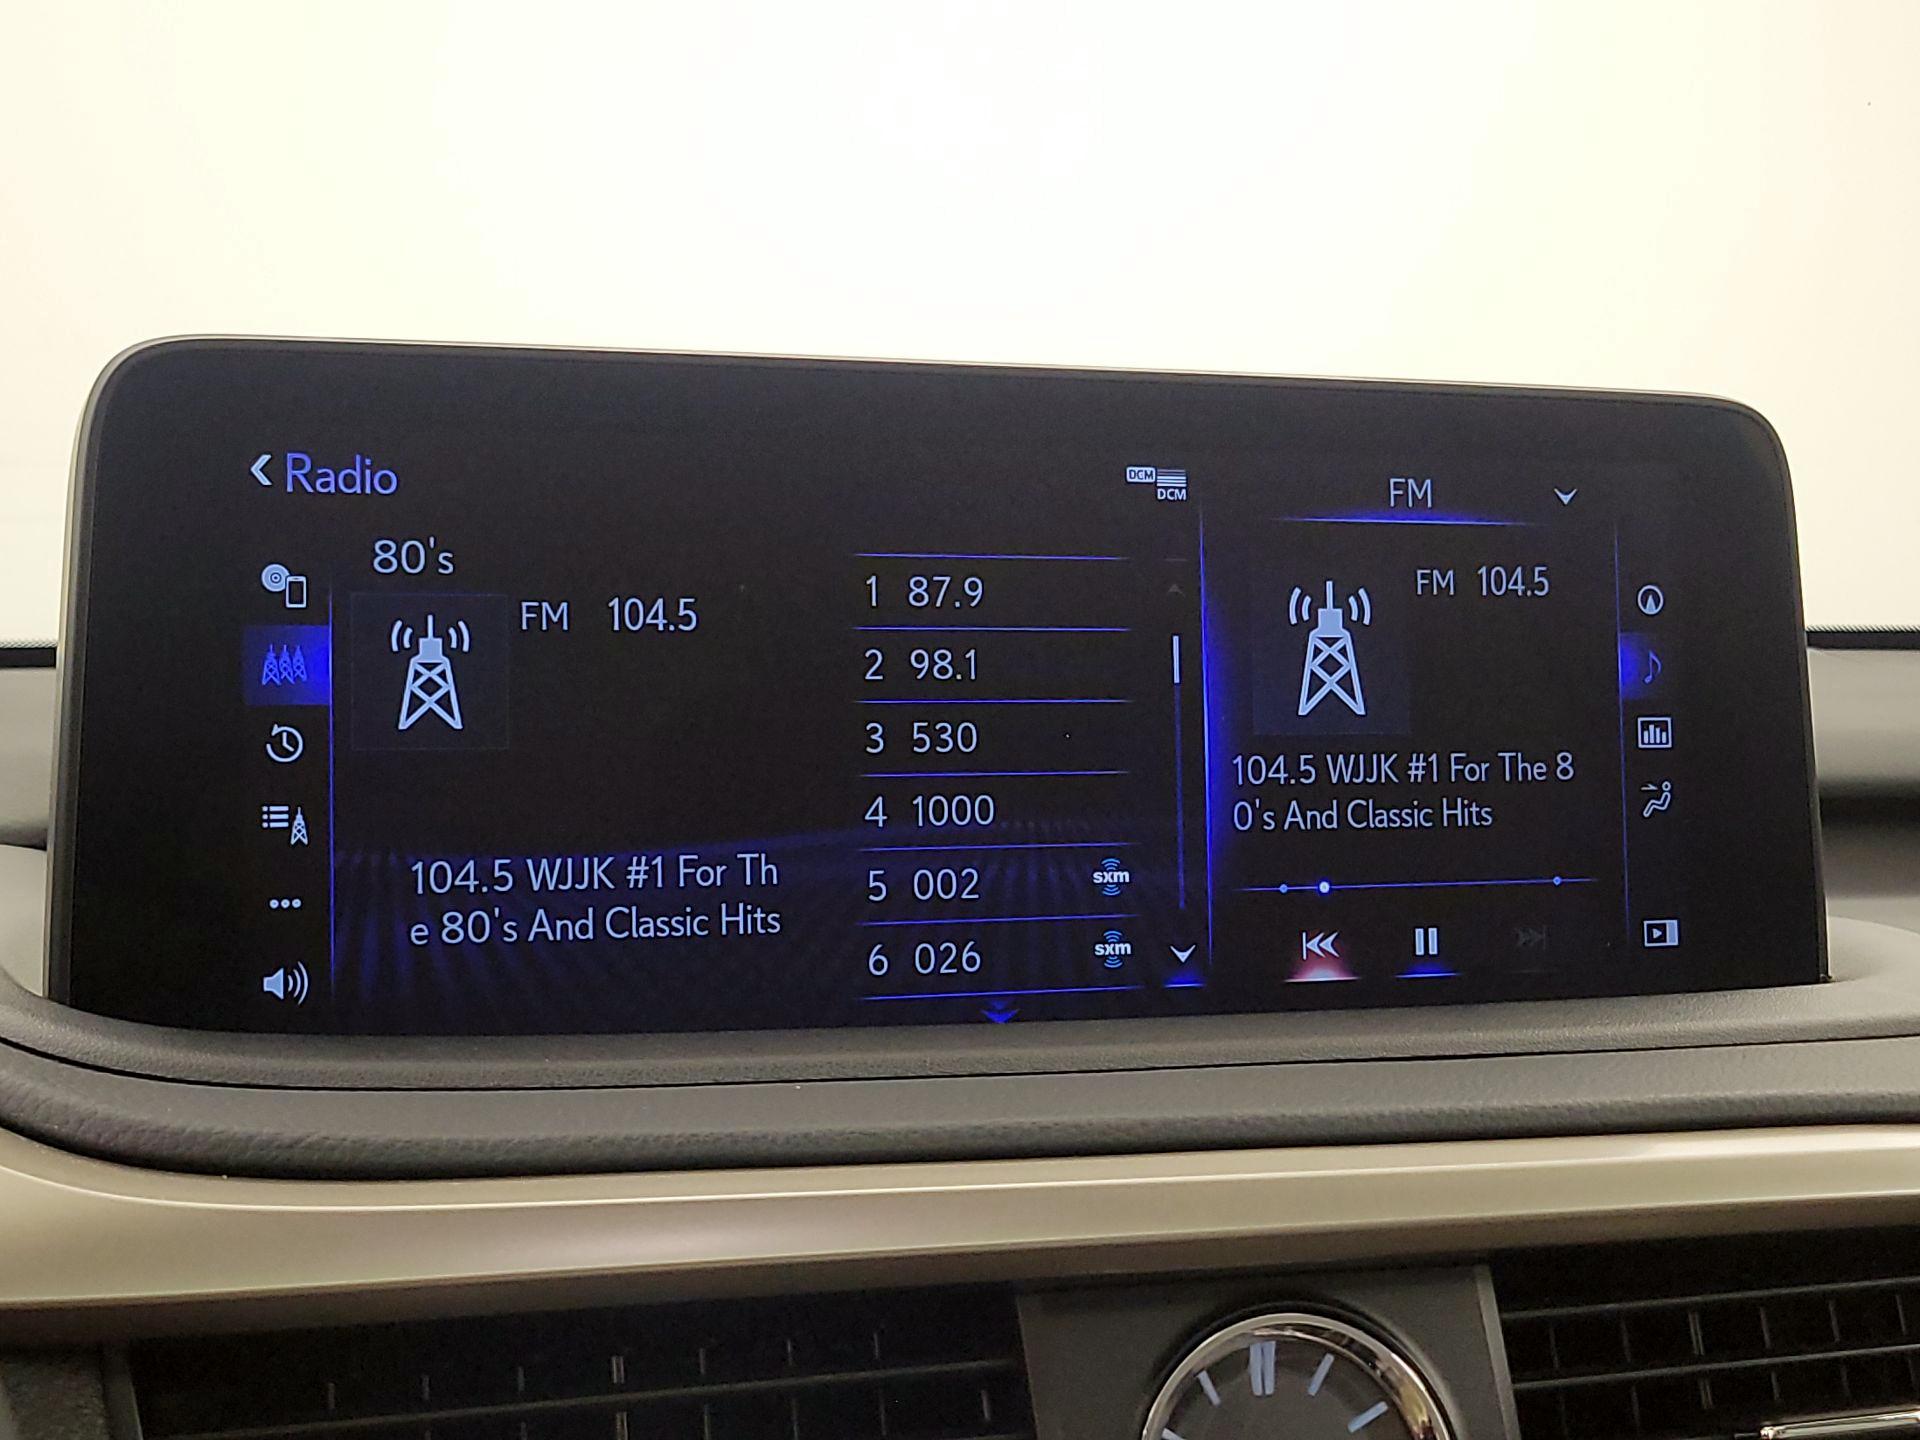 Radio
DCM
DCM
80's
FM 104.5
104.5 WJJK #1 For Th
e 80's And Classic Hits
1 87.9
2 98.1
3 530
4 1000
5 002 sxm
6 026 sxm
FM
FM 104.5
104.5 WJJK #1 For The 8
0's And Classic Hits